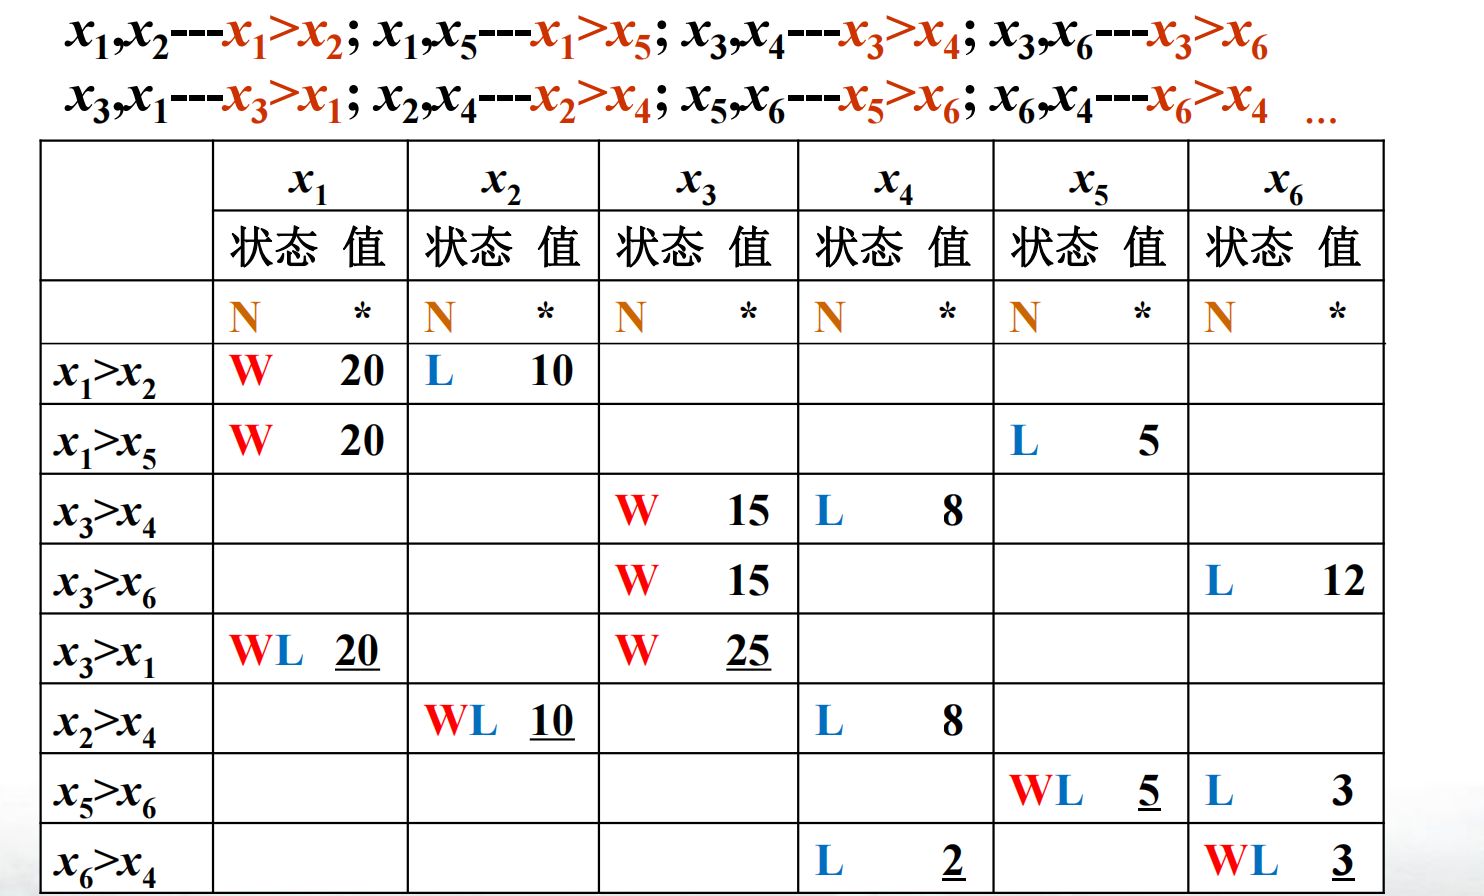 x₁,x₂---x₁>x₂; x₁,x₅---x₁>x₅; x₃,x₄---x₃>x₄; x₃,x₆---x₃>x₆
x₃,x₁---x₃>x₁; x₂,x₄---x₂>x₄; x₅,x₆---x₅>x₆; x₆,x₄---x₆>x₄ …
x₁ x₂ x₃ x₄ x₅ x₆
状态 值 状态 值 状态 值 状态 值 状态 值 状态 值
N * N * N * N * N * N *
x₁>x₂ W 20 L 10
x₁>x₅ W 20 L 5
x₃>x₄ W 15 L 8
x₃>x₆ W 15 L 12
x₃>x₁ WL 20 W 25
x₂>x₄ WL 10 L 8
x₅>x₆ WL 5 L 3
x₆>x₄ L 2 WL 3